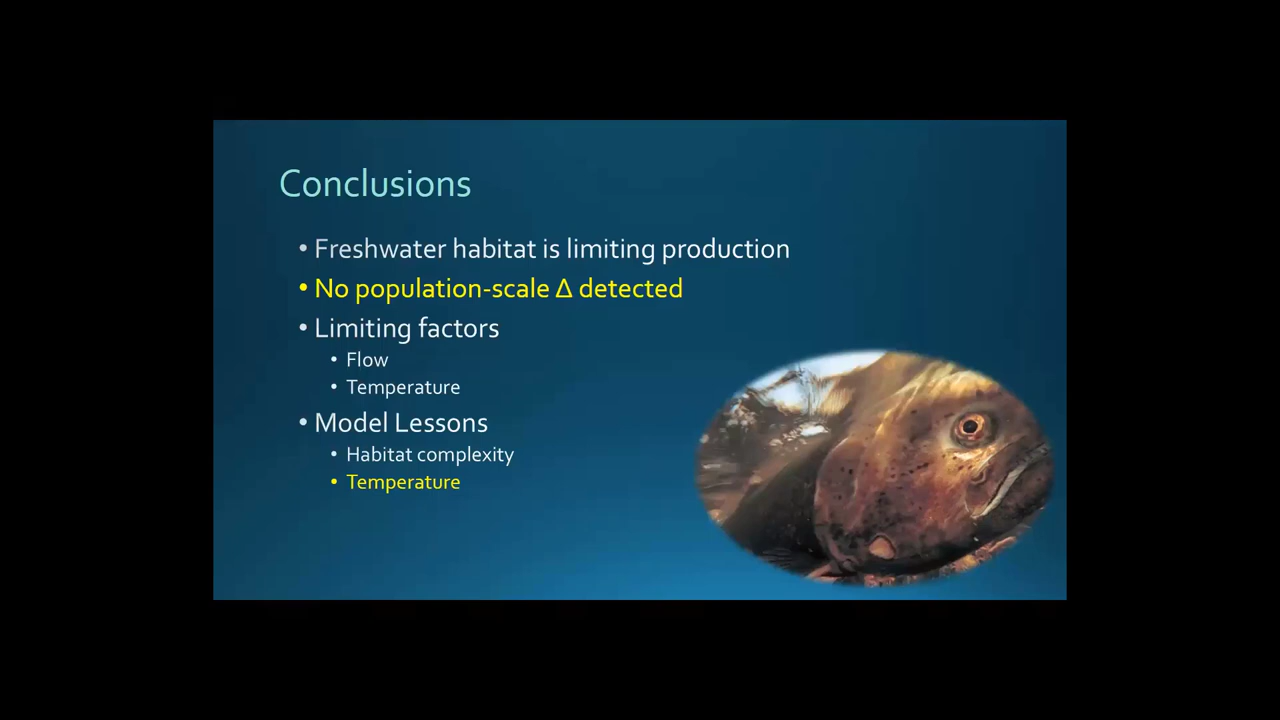 Conclusions
• Freshwater habitat is limiting production
• No population-scale Δ detected
• Limiting factors
• Flow
• Temperature
• Model Lessons
• Habitat complexity
• Temperature